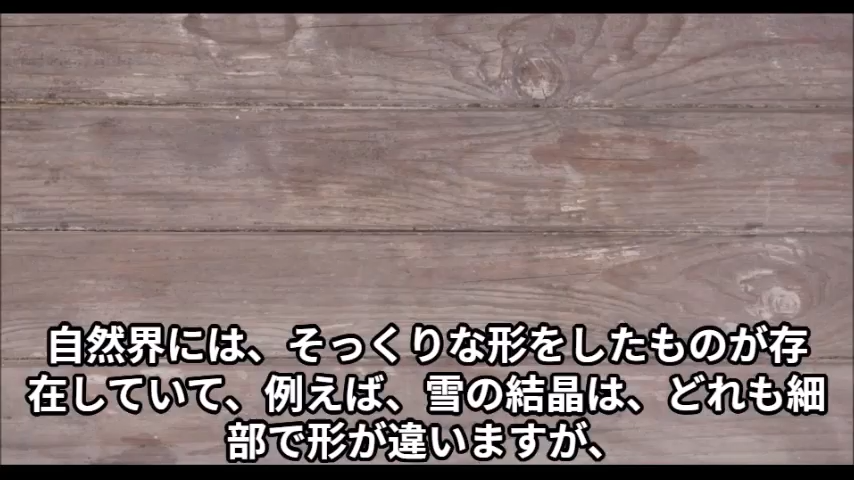 自然界には、そっくりな形をしたものが存
在していて、例えば、雪の結晶は、どれも細
部で形が違いますが、